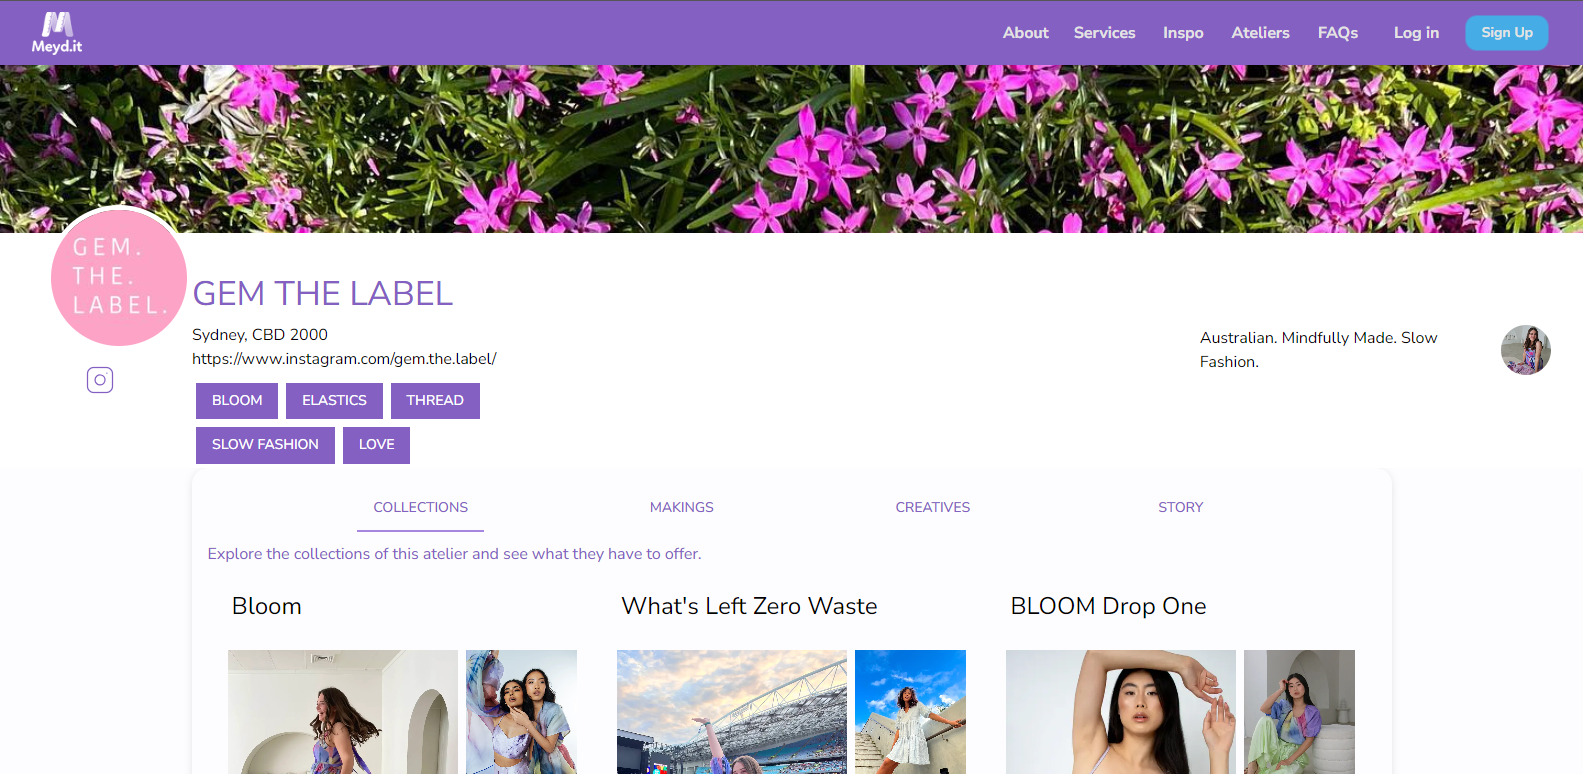 Meyd.it
About
Services
Inspo
Ateliers
FAQs
Log in
Sign Up
GEM.
THE.
LABEL.
GEM THE LABEL
Sydney, CBD 2000
https://www.instagram.com/gem.the.label/
Australian. Mindfully Made. Slow
Fashion.
BLOOM
ELASTICS
THREAD
SLOW FASHION
LOVE
COLLECTIONS
MAKINGS
CREATIVES
STORY
Explore the collections of this atelier and see what they have to offer.
Bloom
What's Left Zero Waste
BLOOM Drop One